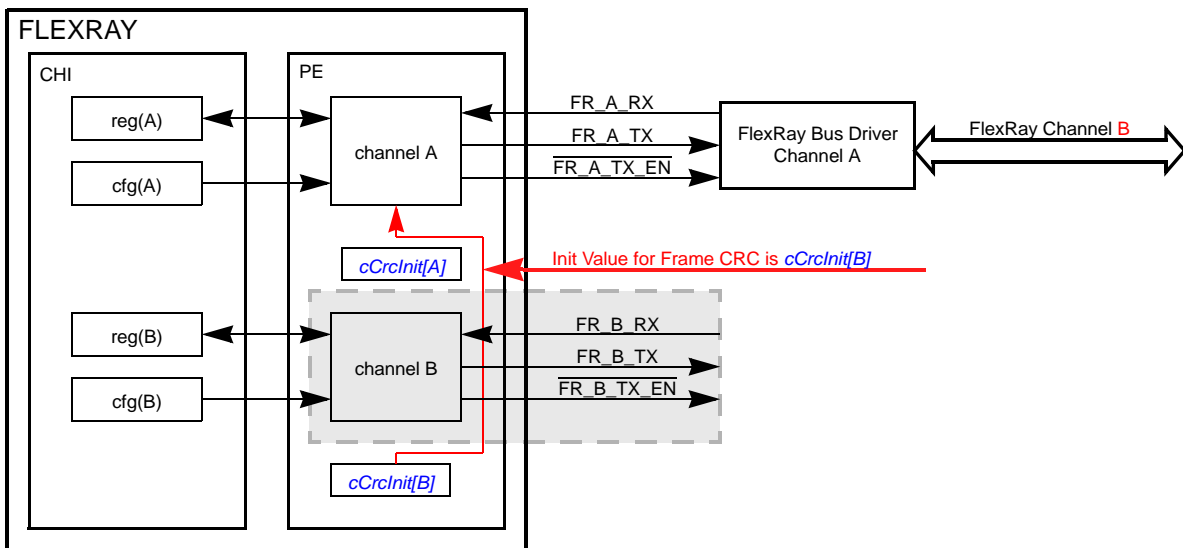 FLEXRAY
CHI
PE
reg(A)
cfg(A)
channel A
FR_A_RX
FR_A_TX
FR_A_TX_EN
FlexRay Bus Driver
Channel A
FlexRay Channel B
cCrcInit[A]
Init Value for Frame CRC is cCrcInit[B]
reg(B)
cfg(B)
channel B
FR_B_RX
FR_B_TX
FR_B_TX_EN
cCrcInit[B]